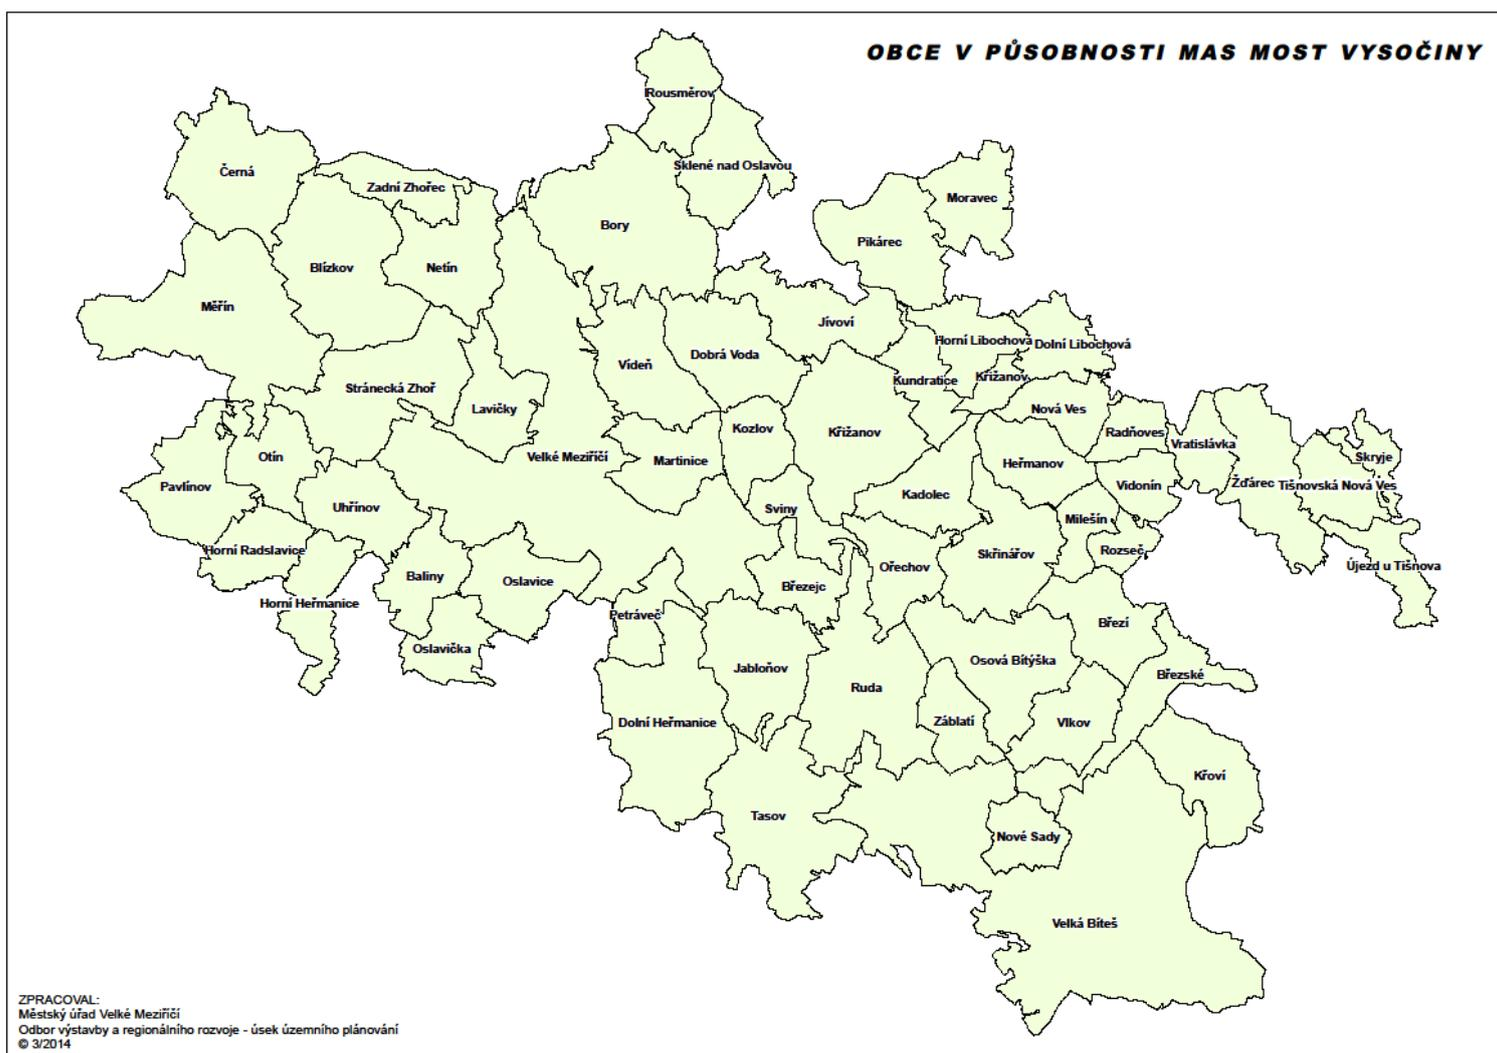 OBCE V PŮSOBNOSTI MAS MOST VYSOČINY
Rousměrov
Sklené nad Oslavou
Černá
Zadní Zhořec
Moravec
Bory
Pikárec
Blízkov
Netín
Měřín
Jívoví
Horní Libochová
Dolní Libochová
Vídeň
Dobrá Voda
Kundratice
Křižanov
Stránecká Zhoř
Lavičky
Nová Ves
Kozlov
Křižanov
Radňoves
Vratislávka
Otín
Velké Meziříčí
Martinice
Heřmanov
Skryje
Pavlínov
Vidonín
Žďárec
Tišnovská Nová Ves
Kadolec
Uhřínov
Sviny
Milešín
Horní Radslavice
Skřinářov
Rozseč
Ořechov
Újezd u Tišnova
Baliny
Oslavice
Březejc
Horní Heřmanice
Petráveč
Březí
Oslavička
Jabloňov
Osová Bítýška
Březské
Ruda
Dolní Heřmanice
Záblatí
Vlkov
Křoví
Tasov
Nové Sady
Velká Bíteš
ZPRACOVAL:
Městský úřad Velké Meziříčí
Odbor výstavby a regionálního rozvoje - úsek územního plánování
© 3/2014